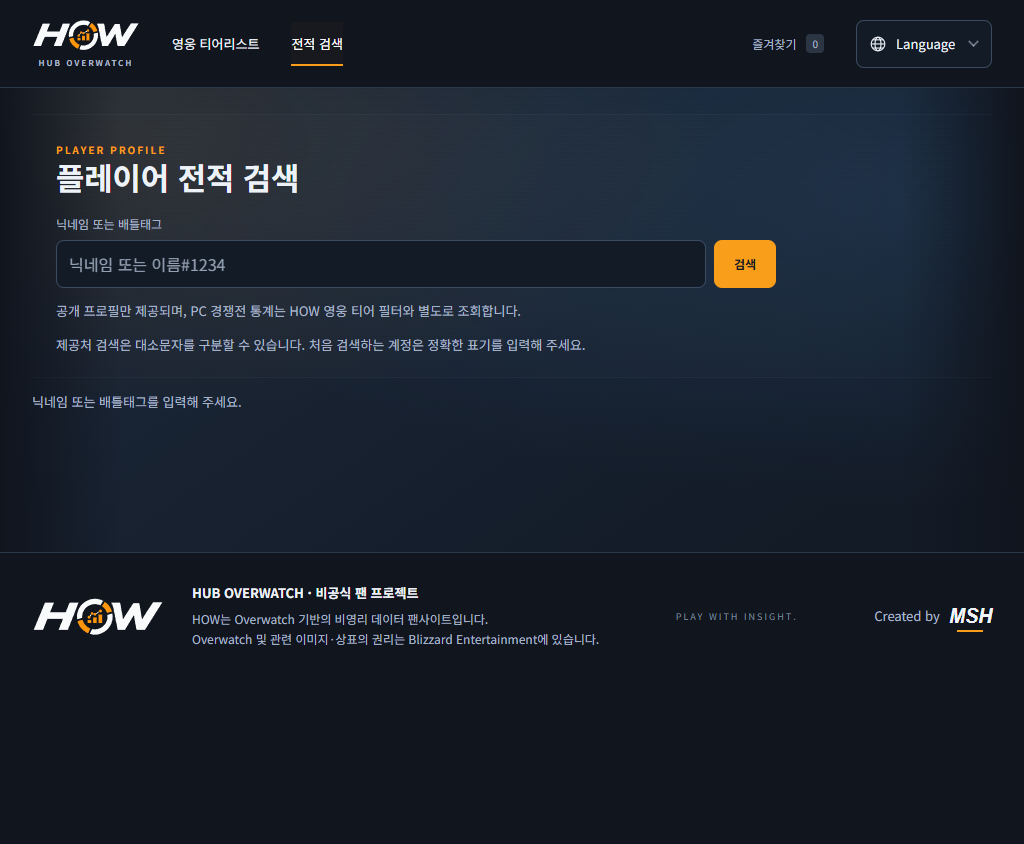 HOW
HUB OVERWATCH
영웅 티어리스트
전적 검색
즐겨찾기 0
Language
PLAYER PROFILE
플레이어 전적 검색
닉네임 또는 배틀태그
닉네임 또는 이름#1234
검색
공개 프로필만 제공되며, PC 경쟁전 통계는 HOW 영웅 티어 필터와 별도로 조회합니다.
제공처 검색은 대소문자를 구분할 수 있습니다. 처음 검색하는 계정은 정확한 표기를 입력해 주세요.
닉네임 또는 배틀태그를 입력해 주세요.
HOW
HUB OVERWATCH · 비공식 팬 프로젝트
HOW는 Overwatch 기반의 비영리 데이터 팬사이트입니다.
Overwatch 및 관련 이미지·상표의 권리는 Blizzard Entertainment에 있습니다.
PLAY WITH INSIGHT.
Created by MSH